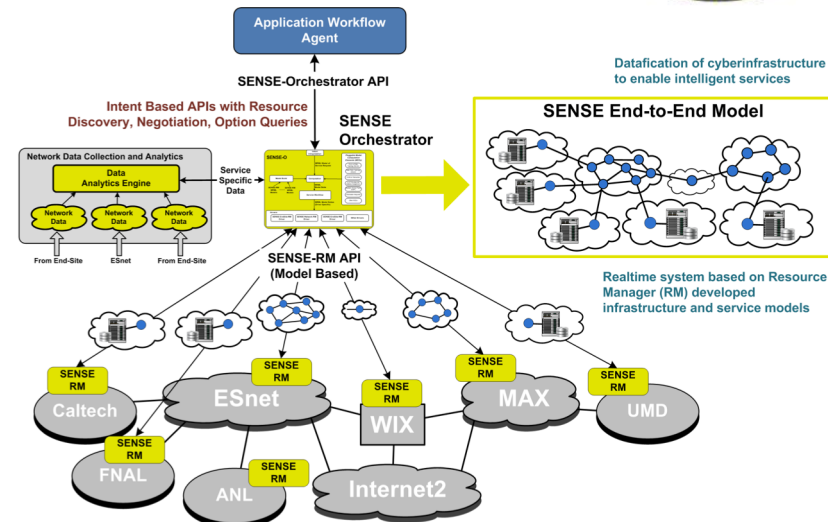 Application Workflow
Agent
SENSE-Orchestrator API
Datafication of cyberinfrastructure
to enable intelligent services
Intent Based APIs with Resource
Discovery, Negotiation, Option Queries
SENSE
Orchestrator
SENSE End-to-End Model
Network Data Collection and Analytics
Data
Analytics Engine
Service
Specific
Data
SENSE-O
Network
Data
Network
Data
Network
Data
From End-Site
ESnet
From End-Site
SENSE-RM API
(Model Based)
Realtime system based on Resource
Manager (RM) developed
infrastructure and service models
SENSE
RM
Caltech
SENSE
RM
ESnet
SENSE
RM
WIX
SENSE
RM
MAX
SENSE
RM
UMD
SENSE
RM
FNAL
SENSE
RM
ANL
Internet2